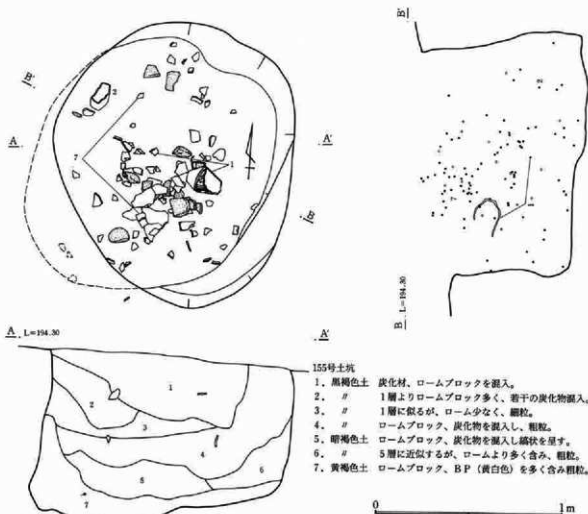 B'
2
B'
A
A'
7
1
B
B L=194.30
A L=194.30
A'
1
2
3
4
5
6
7
155号土坑
1. 黒褐色土 炭化材、ロームブロックを混入。
2. 〃 1層よりロームブロック多く、若干の炭化物混入。
3. 〃 1層に似るが、ローム少なく、細粒。
4. 〃 ロームブロック、炭化物を混入し、粗粒。
5. 暗褐色土 ロームブロック、炭化物を混入し縞状を呈す。
6. 〃 5層に近似するが、ロームより多く含み、粗粒。
7. 黄褐色土 ロームブロック、BP(黄白色)を多く含み粗粒。
0 1m